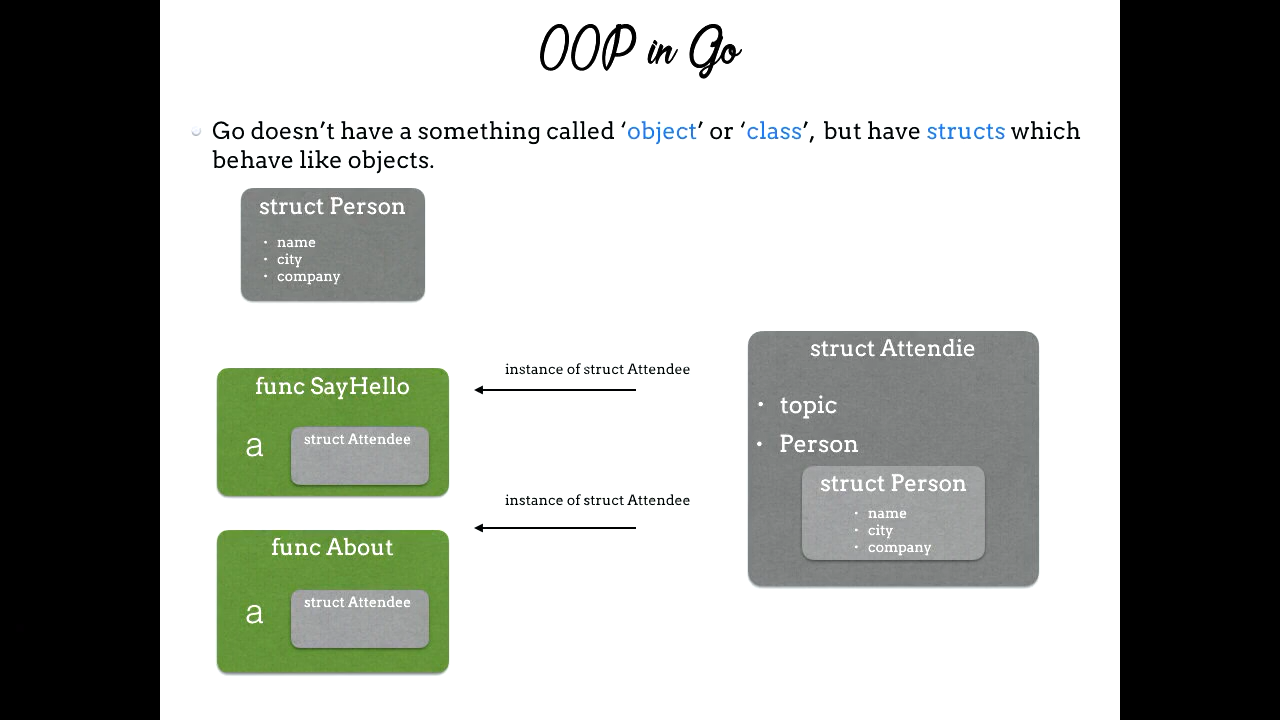 OOP in Go
Go doesn’t have a something called ‘object’ or ‘class’, but have structs which
behave like objects.
struct Person
• name
• city
• company
func SayHello
a
struct Attendee
instance of struct Attendee
instance of struct Attendee
func About
a
struct Attendee
struct Attendie
• topic
• Person
struct Person
• name
• city
• company